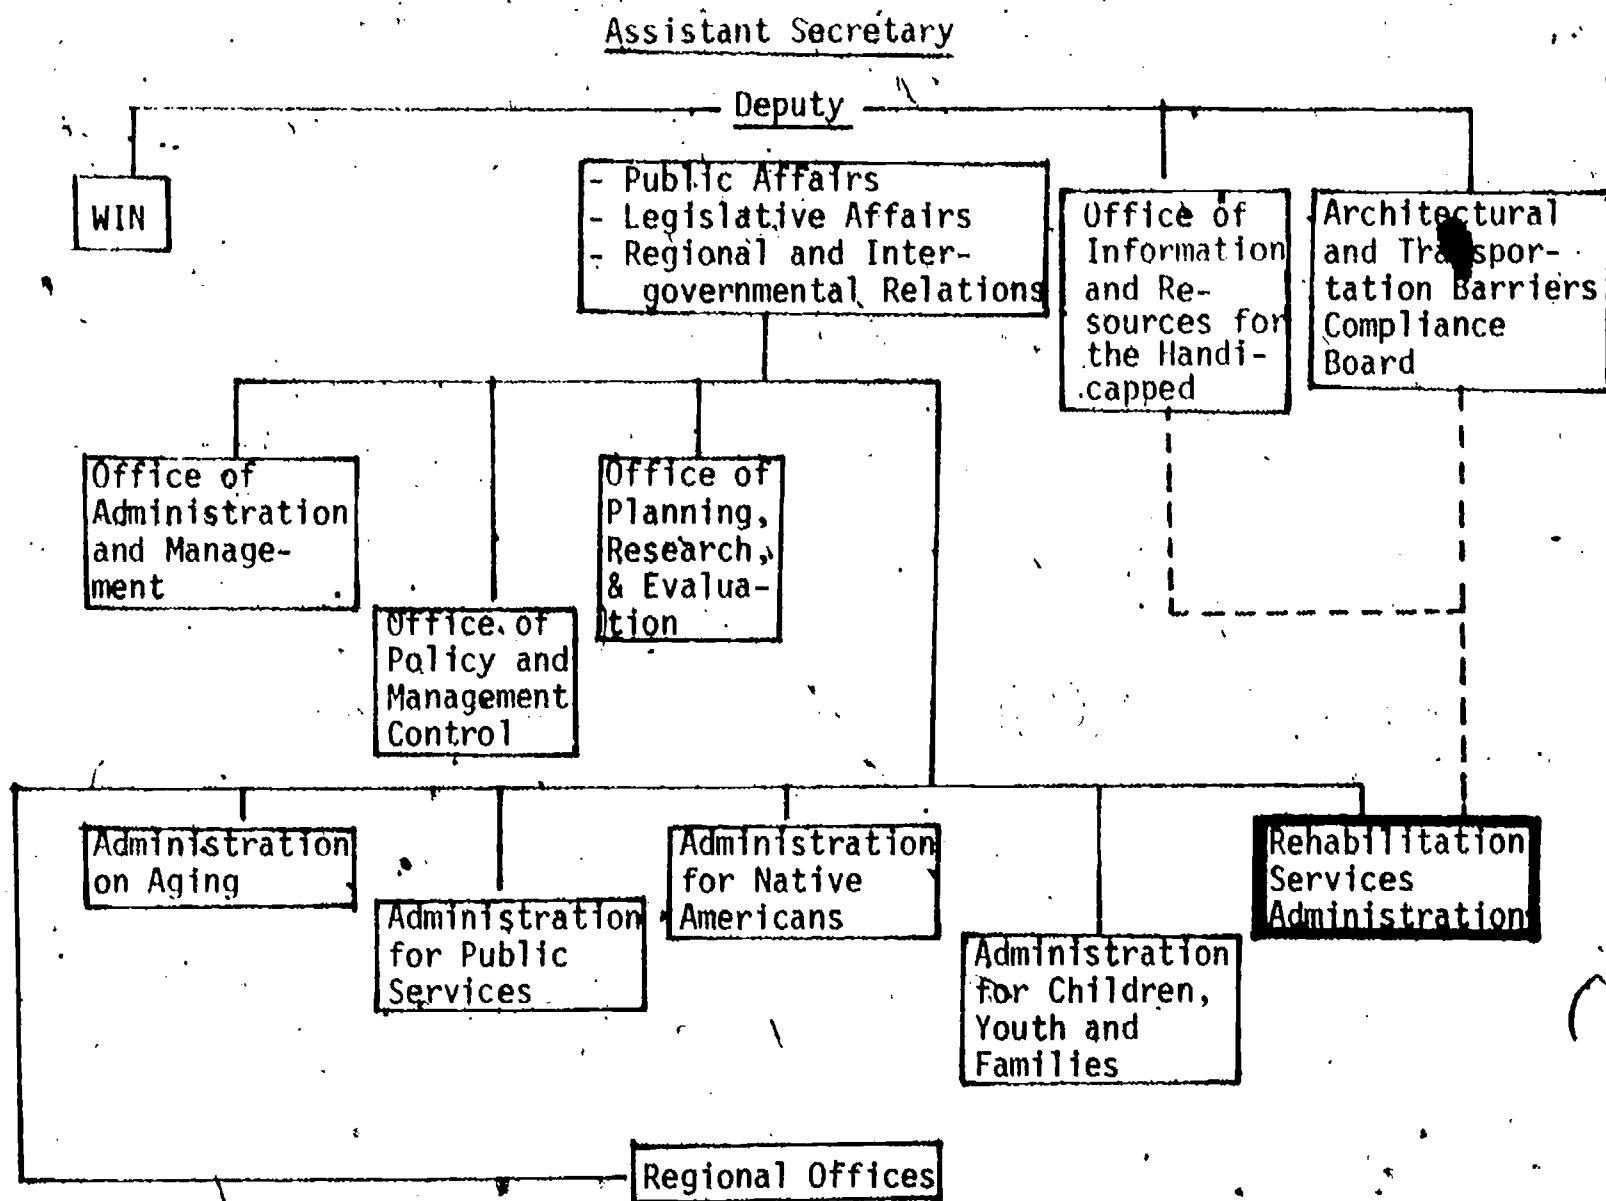 Assistant Secretary
Deputy
WIN
- Public Affairs
- Legislative Affairs
- Regional and Inter-
governmental Relations
Office of
Information
and Re-
sources for
the Handi-
capped
Architectural
and Transpor-
tation Barriers
Compliance
Board
Office of
Administration
and Manage-
ment
Office of
Policy and
Management
Control
Office of
Planning,
Research,
& Evalua-
tion
Administration
on Aging
Administration
for Public
Services
Administration
for Native
Americans
Administration
for Children,
Youth and
Families
Rehabilitation
Services
Administration
Regional Offices